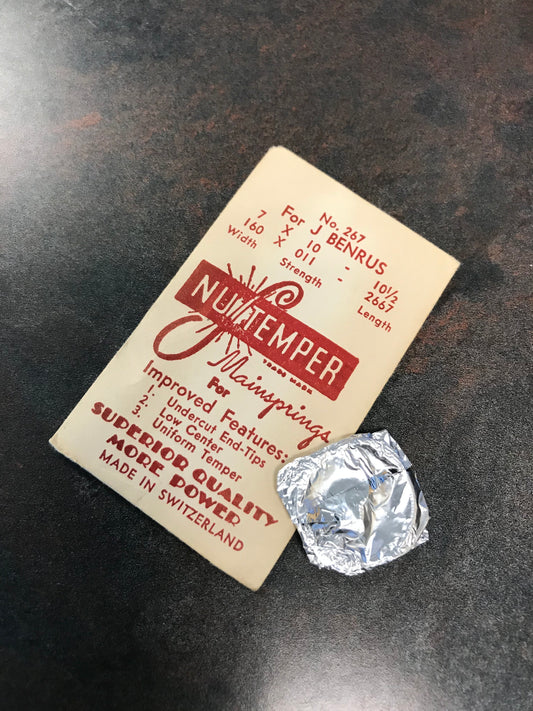 No. 267
For J BENRUS
7 X 10 - 10½
160 X 011 - 2667
Width Strength Length
NU-TEMPER
TRADE MARK
Mainsprings
For
Improved Features:
1. Undercut End-Tips
2. Low Center
3. Uniform Temper
SUPERIOR QUALITY
MORE POWER
MADE IN SWITZERLAND